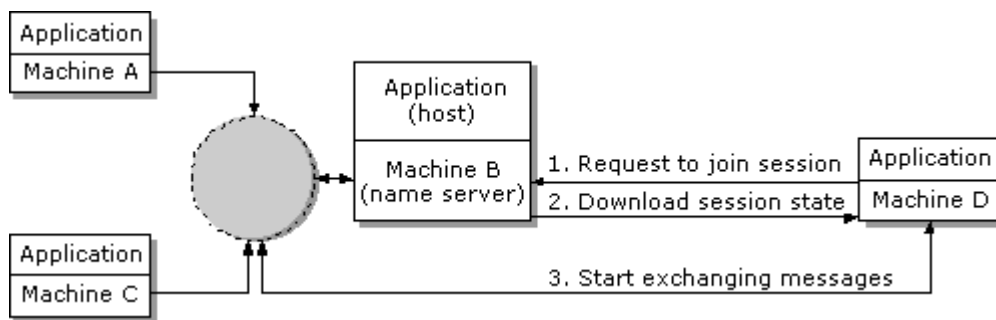 Application
Machine A
Application
(host)
Machine B
(name server)
1. Request to join session
2. Download session state
Application
Machine D
Application
Machine C
3. Start exchanging messages